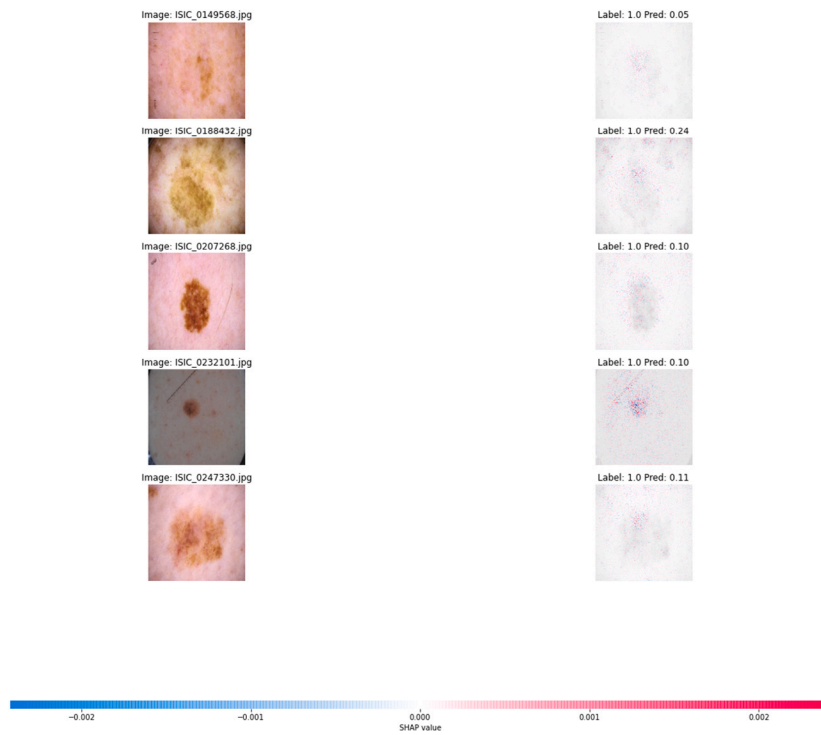 Image: ISIC_0149568.jpg
Label: 1.0 Pred: 0.05
Image: ISIC_0188432.jpg
Label: 1.0 Pred: 0.24
Image: ISIC_0207268.jpg
Label: 1.0 Pred: 0.10
Image: ISIC_0232101.jpg
Label: 1.0 Pred: 0.10
Image: ISIC_0247330.jpg
Label: 1.0 Pred: 0.11
−0.002 −0.001 0.000 0.001 0.002
SHAP value